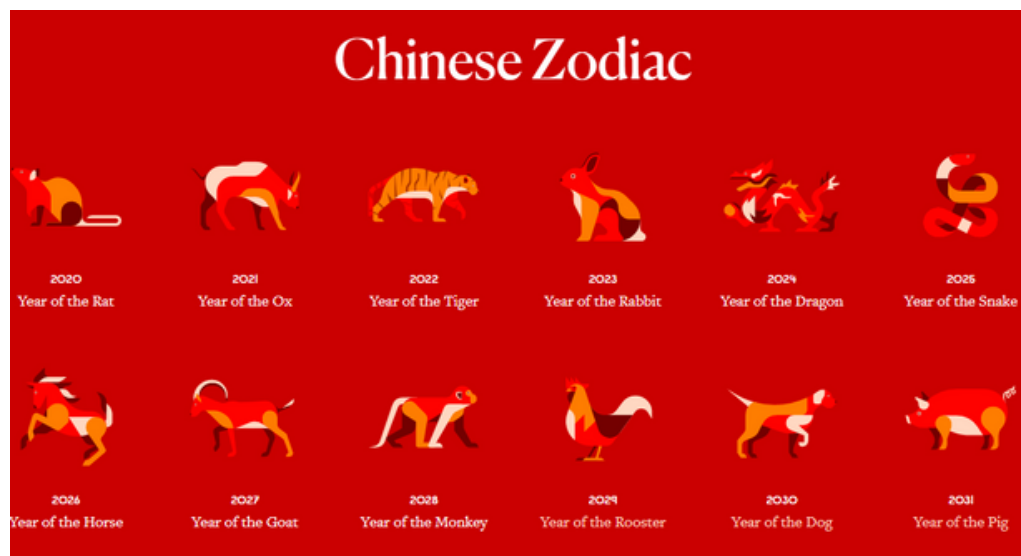 Chinese Zodiac
2020
Year of the Rat
2021
Year of the Ox
2022
Year of the Tiger
2023
Year of the Rabbit
2024
Year of the Dragon
2025
Year of the Snake
2026
Year of the Horse
2027
Year of the Goat
2028
Year of the Monkey
2029
Year of the Rooster
2030
Year of the Dog
2031
Year of the Pig